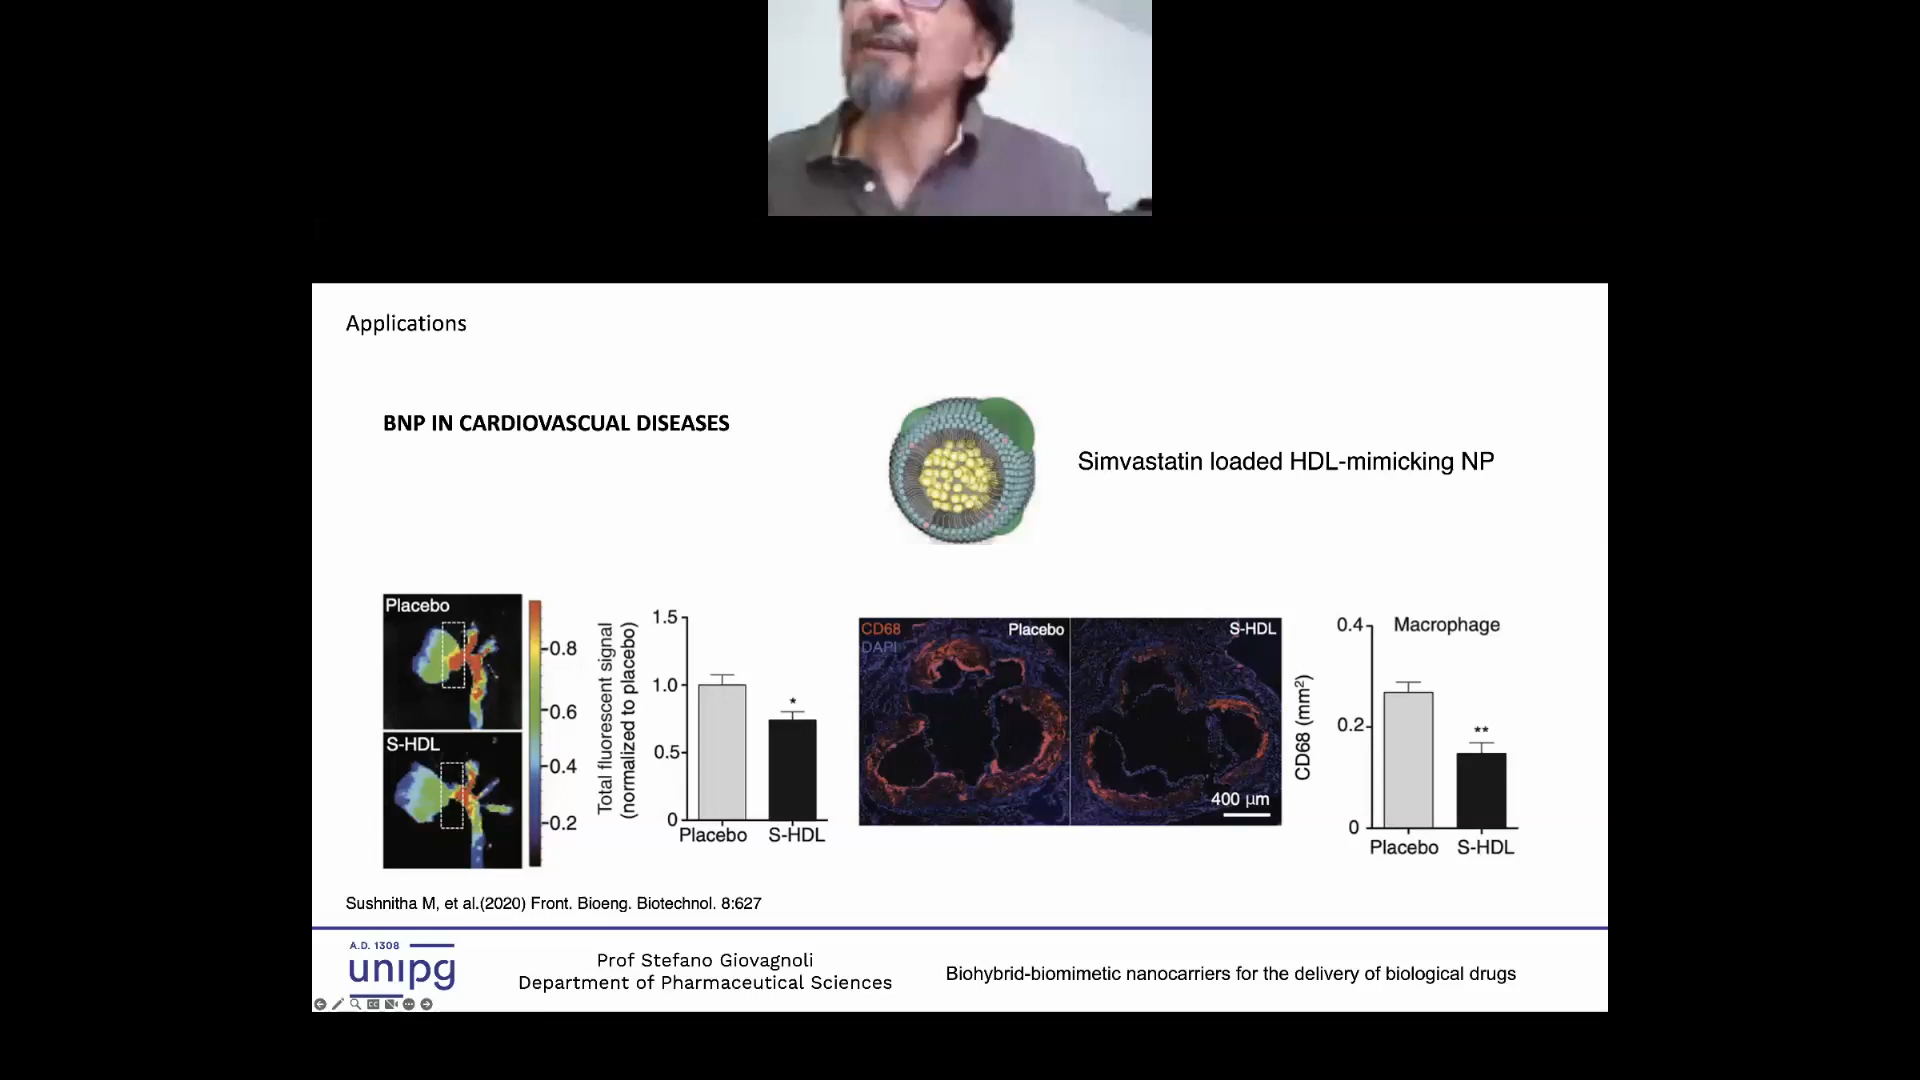 Applications
BNP IN CARDIOVASCUAL DISEASES
Simvastatin loaded HDL-mimicking NP
Placebo
S-HDL
0.8
0.6
0.4
0.2
Total fluorescent signal
(normalized to placebo)
1.5
1.0
0.5
0
*
Placebo
S-HDL
CD68
DAPI
Placebo
S-HDL
400 µm
Macrophage
CD68 (mm²)
0.4
0.2
0
**
Placebo
S-HDL
Sushnitha M, et al.(2020) Front. Bioeng. Biotechnol. 8:627
A.D. 1308
unipg
Prof Stefano Giovagnoli
Department of Pharmaceutical Sciences
Biohybrid-biomimetic nanocarriers for the delivery of biological drugs